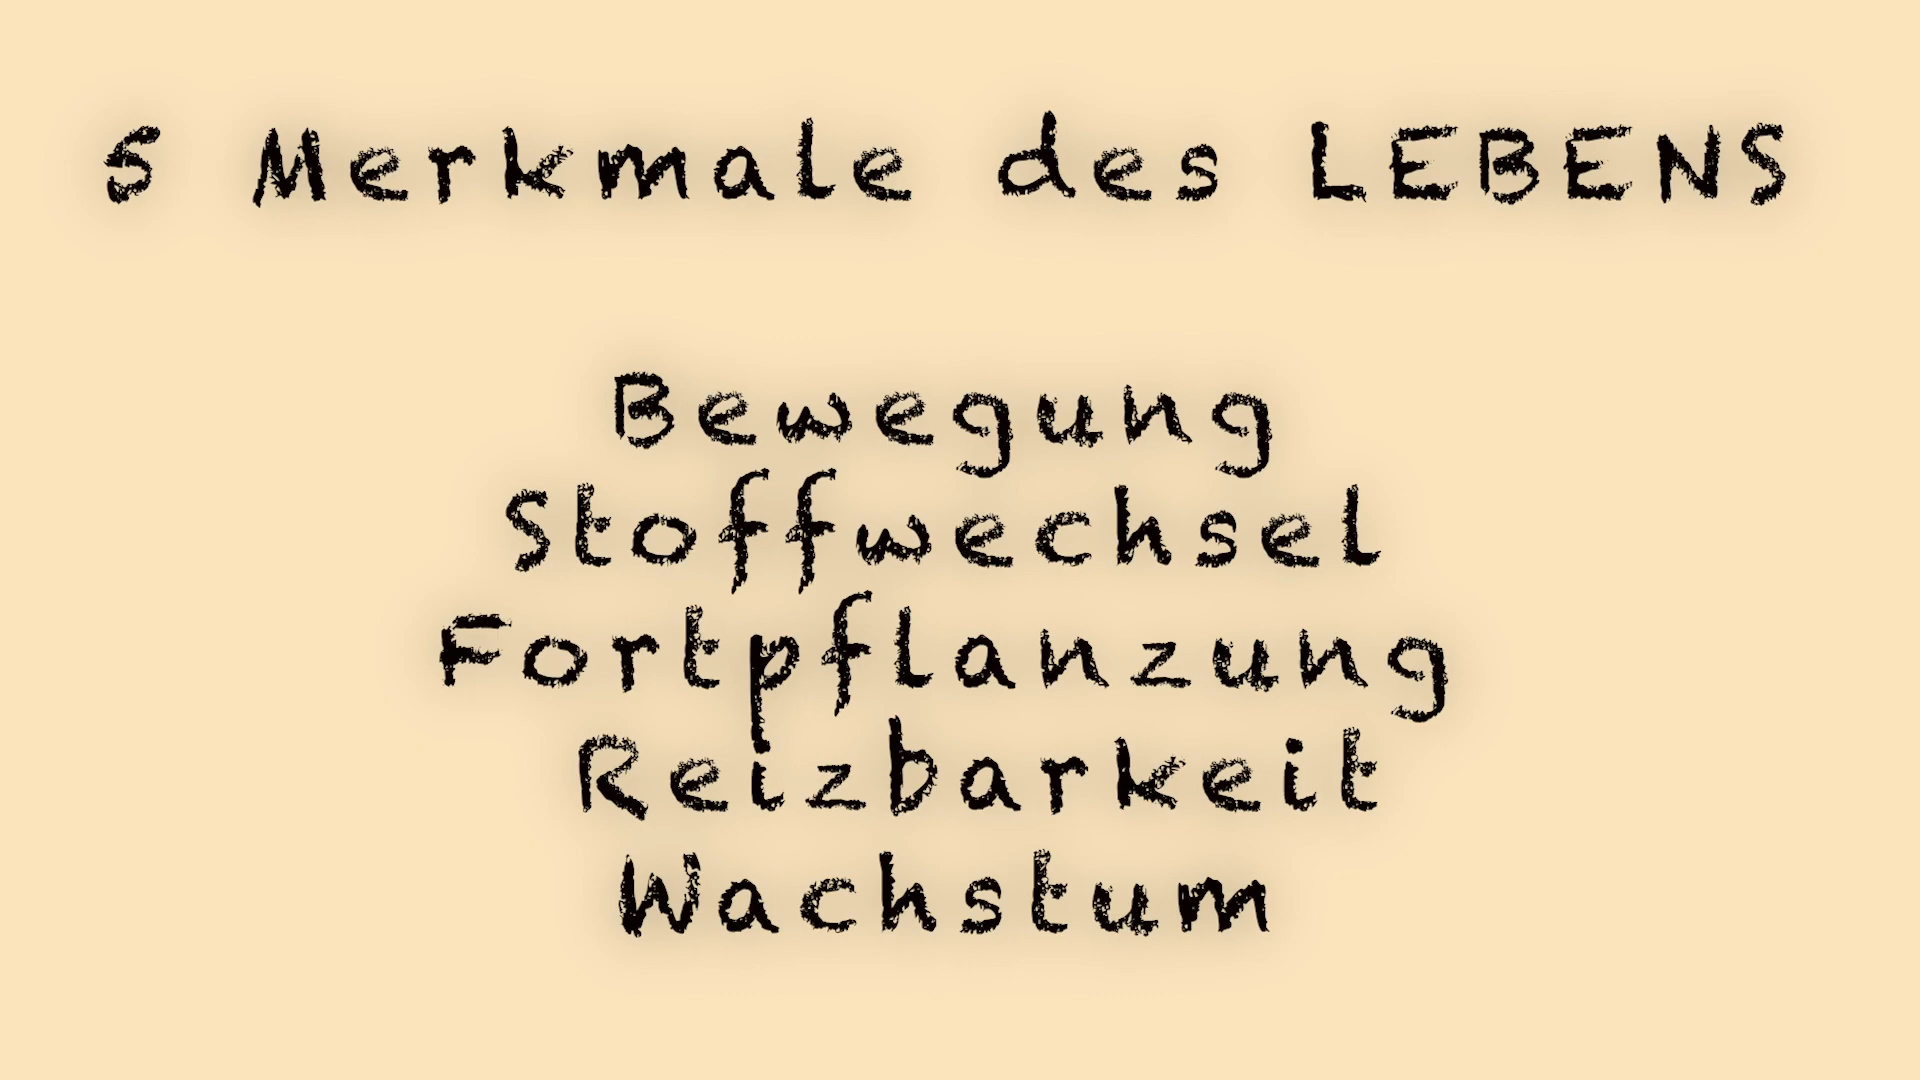 5 Merkmale des LEBENS
Bewegung
Stoffwechsel
Fortpflanzung
Reizbarkeit
Wachstum